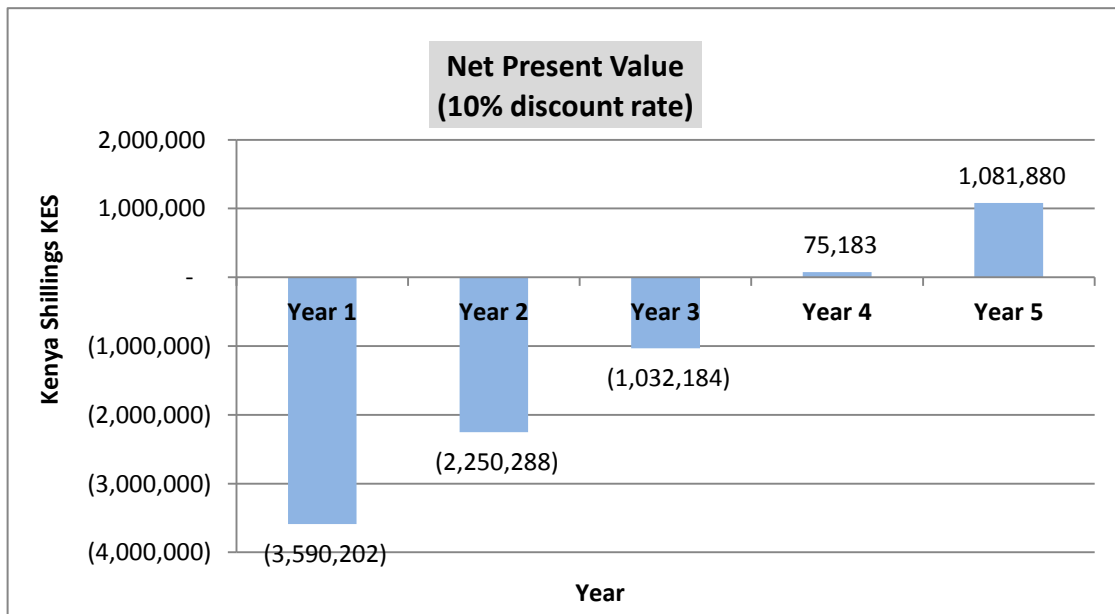 Net Present Value
(10% discount rate)
Kenya Shillings KES
2,000,000
1,000,000
-
(1,000,000)
(2,000,000)
(3,000,000)
(4,000,000)
(3,590,202)
(2,250,288)
(1,032,184)
75,183
1,081,880
Year 1
Year 2
Year 3
Year 4
Year 5
Year